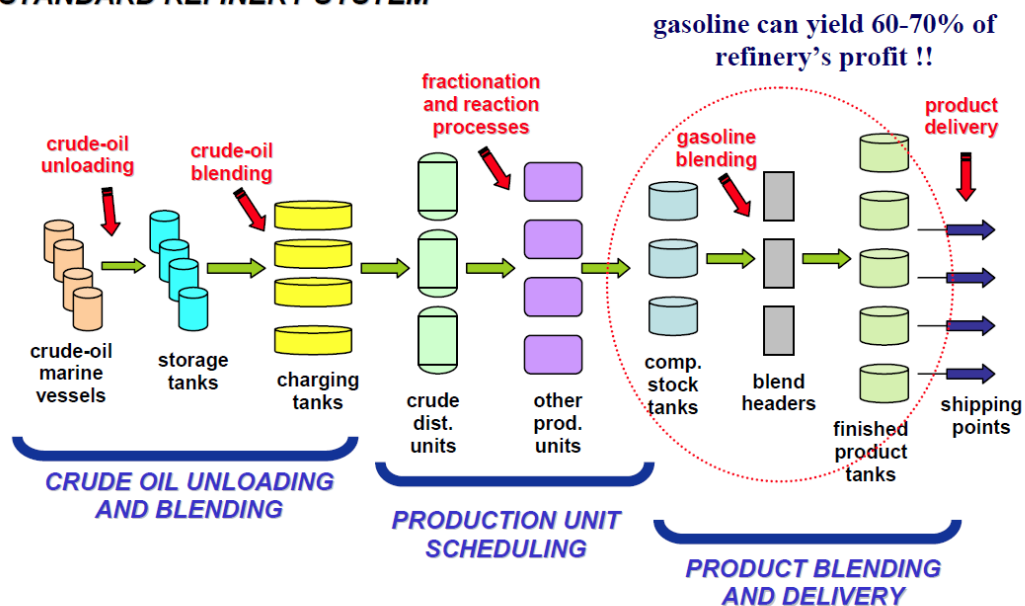 STANDARD REFINERY SYSTEM
gasoline can yield 60-70% of
refinery's profit !!
fractionation
and reaction
processes
product
delivery
crude-oil
unloading
crude-oil
blending
gasoline
blending
crude-oil
marine
vessels
storage
tanks
charging
tanks
crude
dist.
units
other
prod.
units
comp.
stock
tanks
blend
headers
finished
product
tanks
shipping
points
CRUDE OIL UNLOADING
AND BLENDING
PRODUCTION UNIT
SCHEDULING
PRODUCT BLENDING
AND DELIVERY